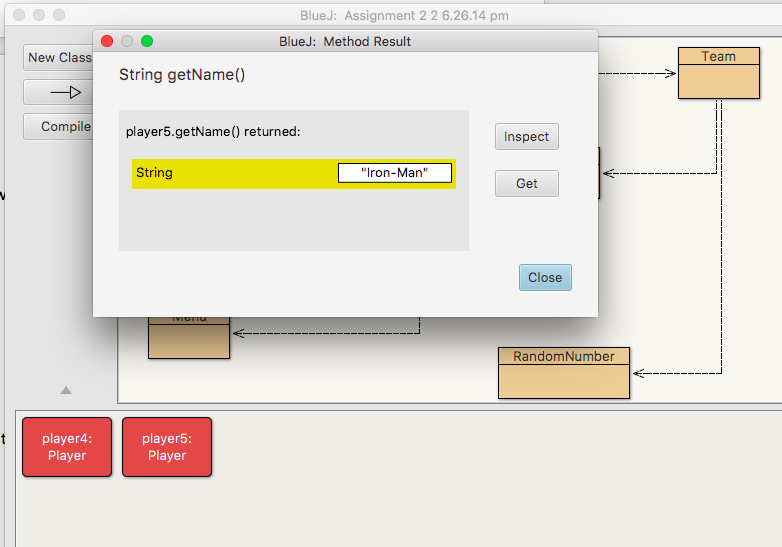 BlueJ: Assignment 2 2 6.26.14 pm
BlueJ: Method Result
New Class
Compile
String getName()
player5.getName() returned:
String
"Iron-Man"
Inspect
Get
Close
Team
Menu
RandomNumber
player4:
Player
player5:
Player